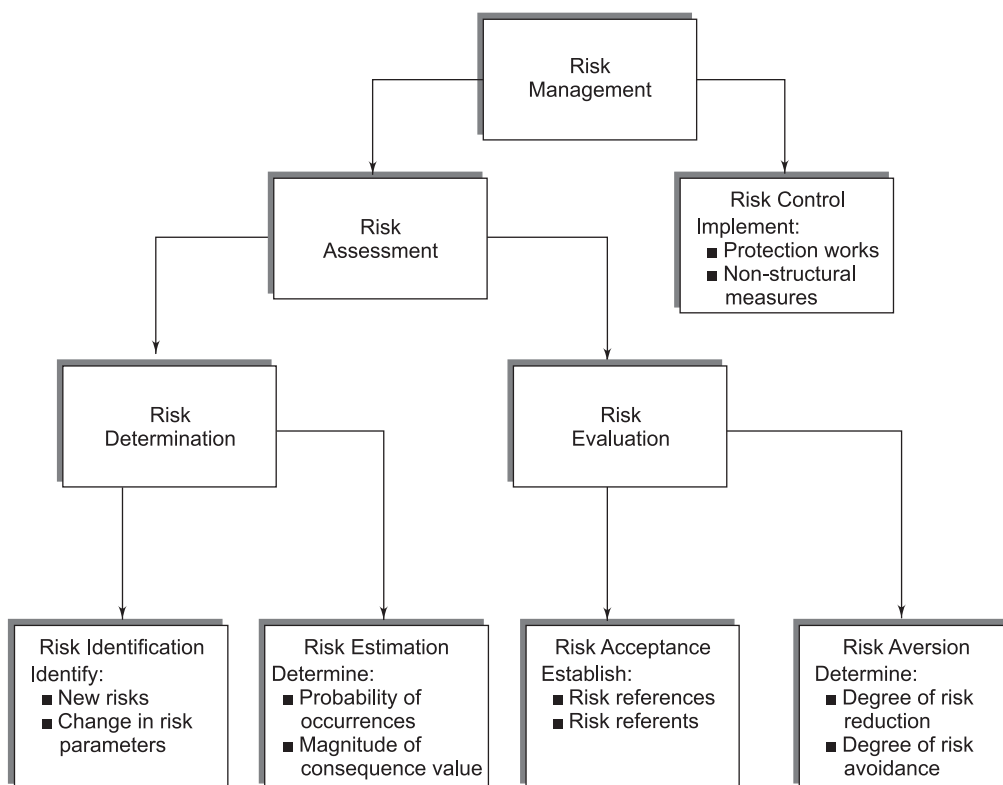 Risk
Management
Risk
Assessment
Risk Control
Implement:
■ Protection works
■ Non-structural
measures
Risk
Determination
Risk
Evaluation
Risk Identification
Identify:
■ New risks
■ Change in risk
parameters
Risk Estimation
Determine:
■ Probability of
occurrences
■ Magnitude of
consequence value
Risk Acceptance
Establish:
■ Risk references
■ Risk referents
Risk Aversion
Determine:
■ Degree of risk
reduction
■ Degree of risk
avoidance